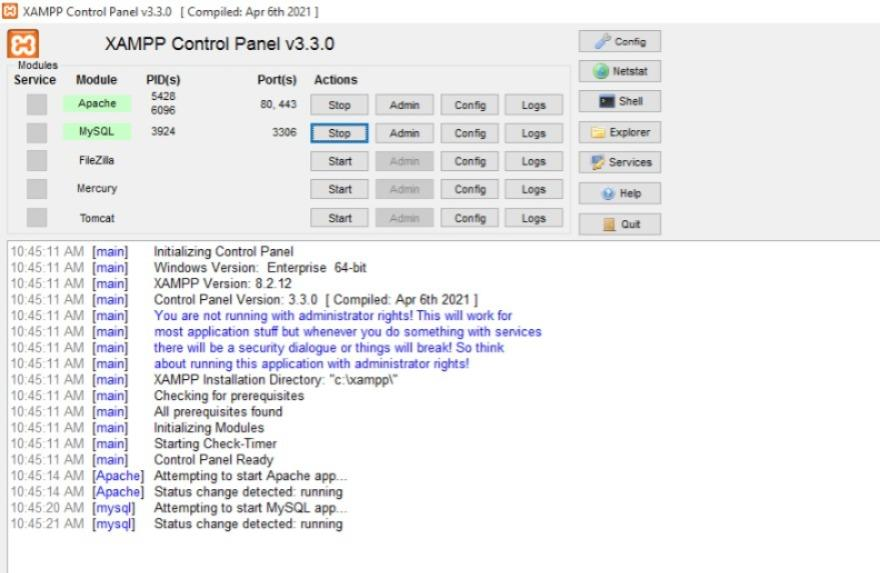 XAMPP Control Panel v3.3.0 [ Compiled: Apr 6th 2021 ]
XAMPP Control Panel v3.3.0
Config
Modules
Service Module PID(s) Port(s) Actions
Netstat
Apache 5428 6096 80, 443 Stop Admin Config Logs
Shell
MySQL 3924 3306 Stop Admin Config Logs
Explorer
FileZilla Start Admin Config Logs
Services
Mercury Start Admin Config Logs
Help
Tomcat Start Admin Config Logs
Quit
10:45:11 AM [main] Initializing Control Panel
10:45:11 AM [main] Windows Version: Enterprise 64-bit
10:45:11 AM [main] XAMPP Version: 8.2.12
10:45:11 AM [main] Control Panel Version: 3.3.0 [ Compiled: Apr 6th 2021 ]
10:45:11 AM [main] You are not running with administrator rights! This will work for
10:45:11 AM [main] most application stuff but whenever you do something with services
10:45:11 AM [main] there will be a security dialogue or things will break! So think
10:45:11 AM [main] about running this application with administrator rights!
10:45:11 AM [main] XAMPP Installation Directory: "c:\xampp\"
10:45:11 AM [main] Checking for prerequisites
10:45:11 AM [main] All prerequisites found
10:45:11 AM [main] Initializing Modules
10:45:11 AM [main] Starting Check-Timer
10:45:11 AM [main] Control Panel Ready
10:45:14 AM [Apache] Attempting to start Apache app...
10:45:14 AM [Apache] Status change detected: running
10:45:20 AM [mysql] Attempting to start MySQL app...
10:45:21 AM [mysql] Status change detected: running